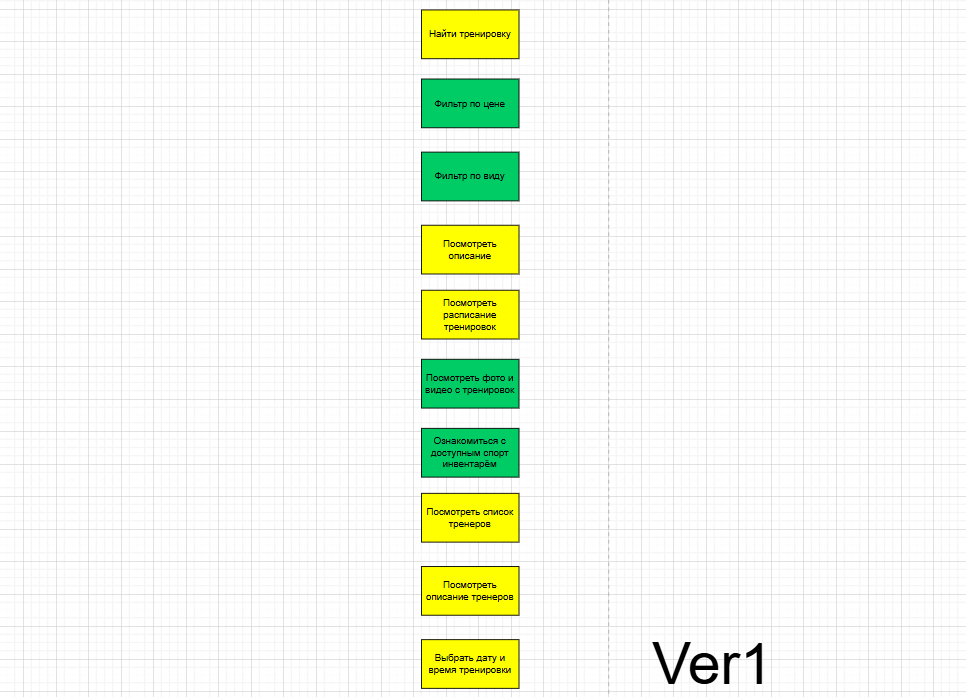 Найти тренировку
Фильтр по цене
Фильтр по виду
Посмотреть
описание
Посмотреть
расписание
тренировок
Посмотреть фото и
видео с тренировок
Ознакомиться с
доступным спорт
инвентарём
Посмотреть список
тренеров
Посмотреть
описание тренеров
Выбрать дату и
время тренировки
Ver1